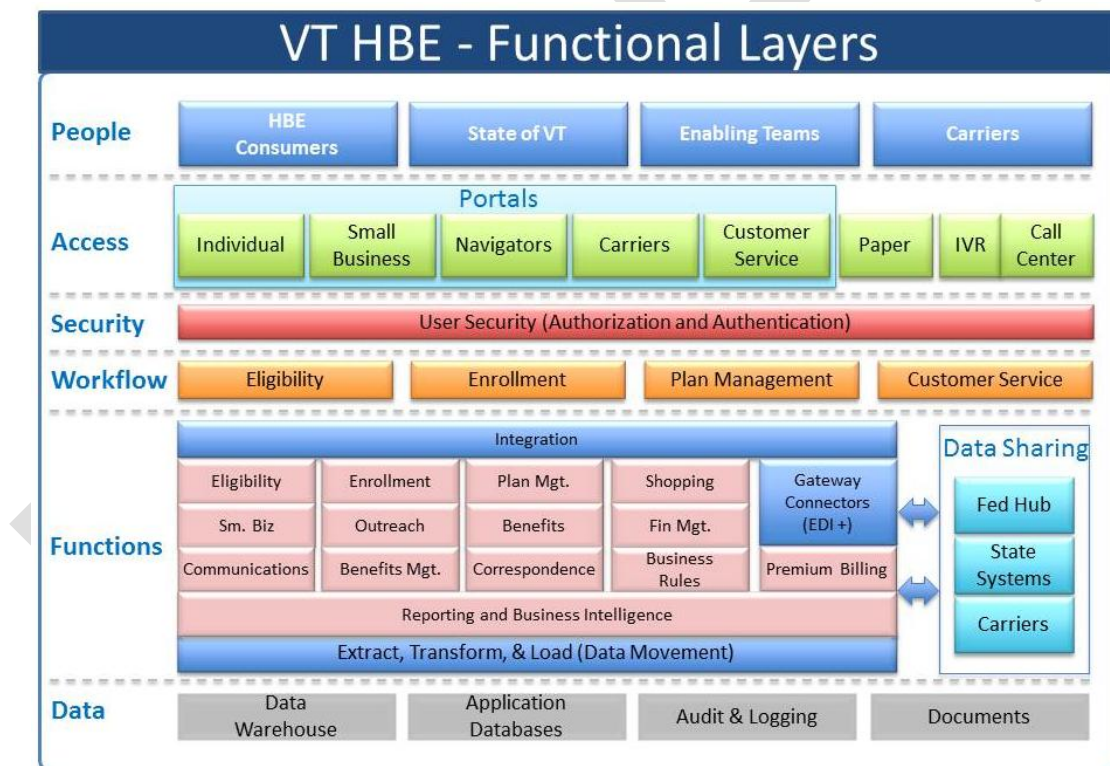 VT HBE - Functional Layers
People
HBE
Consumers
State of VT
Enabling Teams
Carriers
Portals
Access
Individual
Small
Business
Navigators
Carriers
Customer
Service
Paper
IVR
Call
Center
Security
User Security (Authorization and Authentication)
Workflow
Eligibility
Enrollment
Plan Management
Customer Service
Functions
Integration
Eligibility
Enrollment
Plan Mgt.
Shopping
Gateway
Connectors
(EDI +)
Sm. Biz
Outreach
Benefits
Fin Mgt.
Communications
Benefits Mgt.
Correspondence
Business
Rules
Premium Billing
Reporting and Business Intelligence
Extract, Transform, & Load (Data Movement)
Data Sharing
Fed Hub
State
Systems
Carriers
Data
Data
Warehouse
Application
Databases
Audit & Logging
Documents